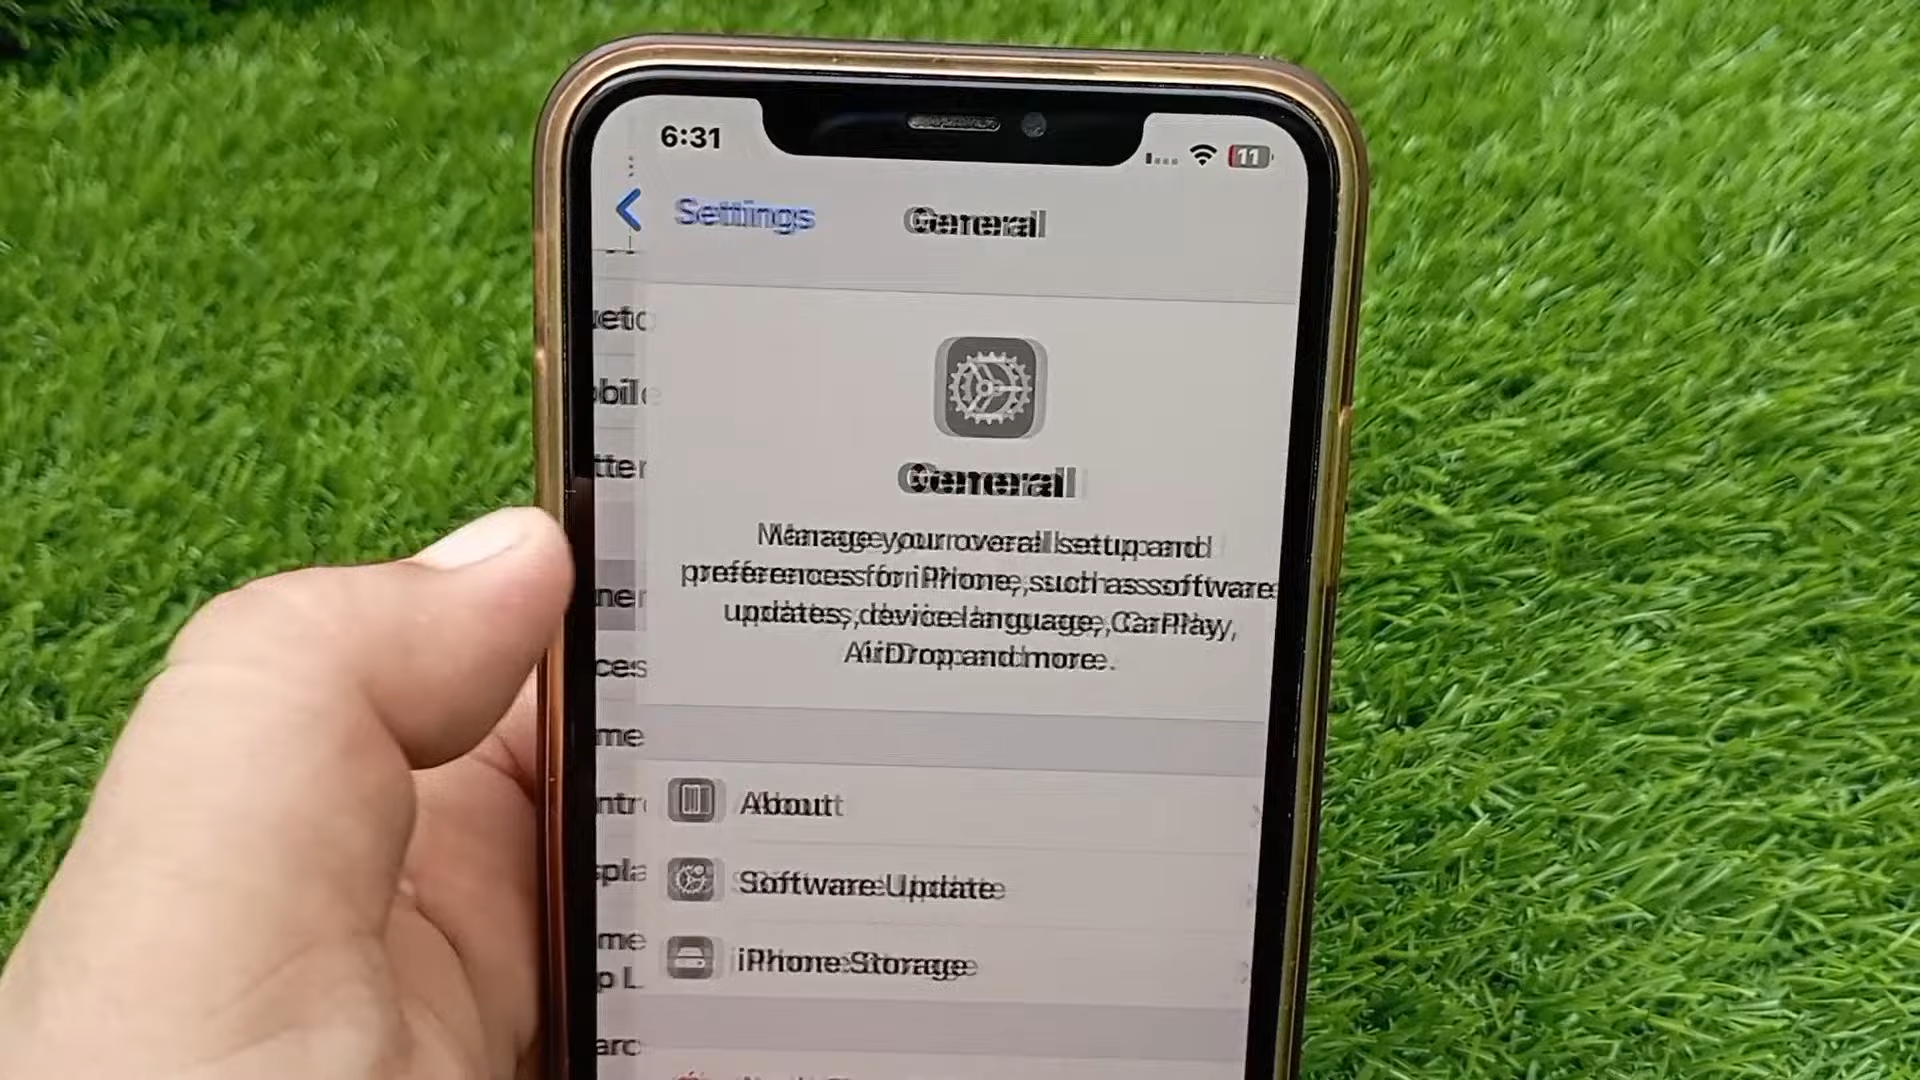 6:31
11
Settings
General
General
Manage your overall setup and
preferences for iPhone, such as software
updates, device language, CarPlay,
AirDrop and more.
About
Software Update
iPhone Storage